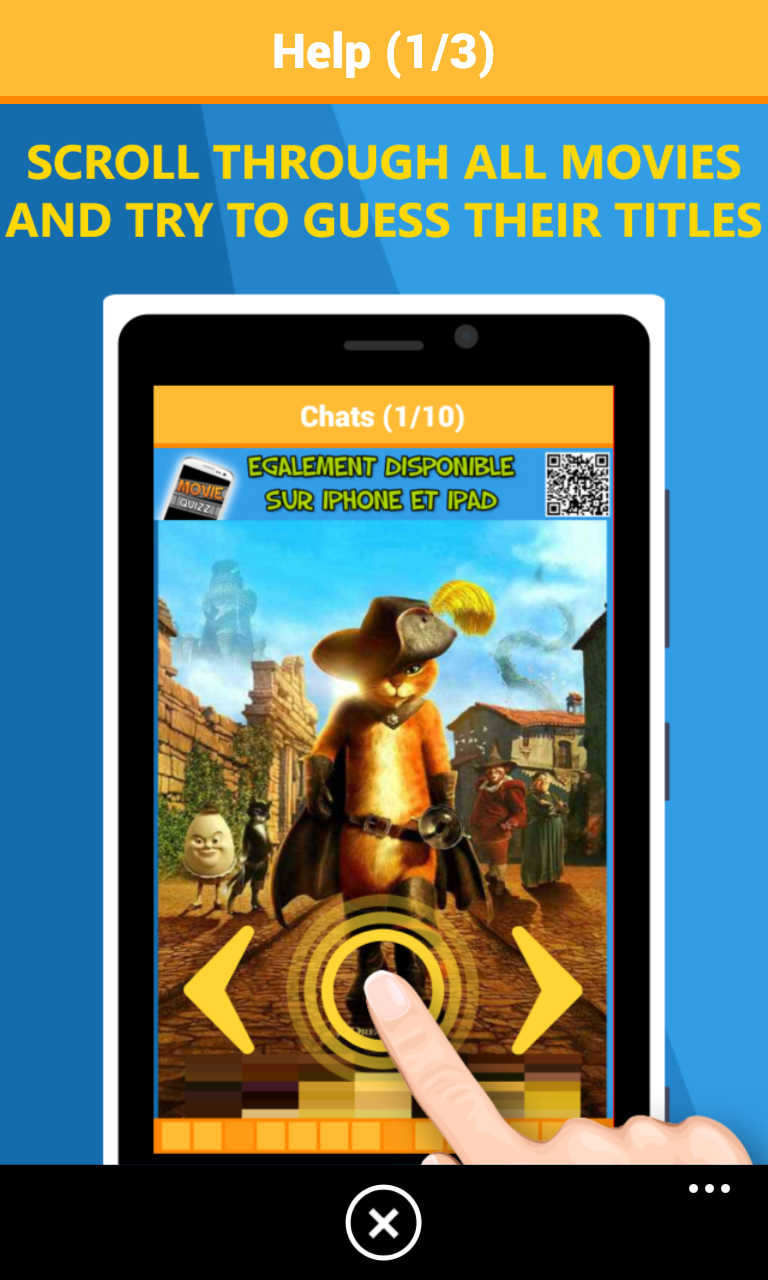 Help (1/3)
SCROLL THROUGH ALL MOVIES
AND TRY TO GUESS THEIR TITLES
Chats (1/10)
MOVIE
QUIZZ
EGALEMENT DISPONIBLE
SUR IPHONE ET IPAD